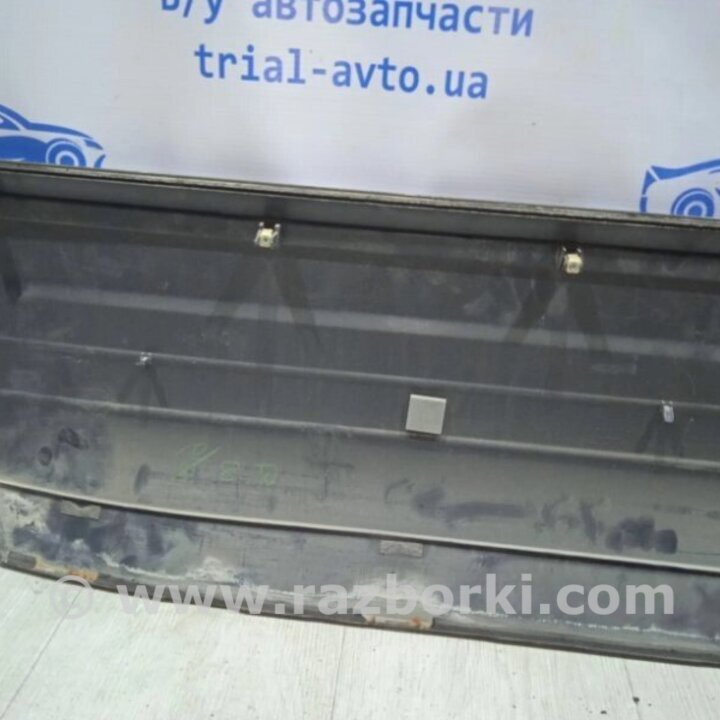 б/у автозапчасти
trial-avto.ua
© www.razborki.com